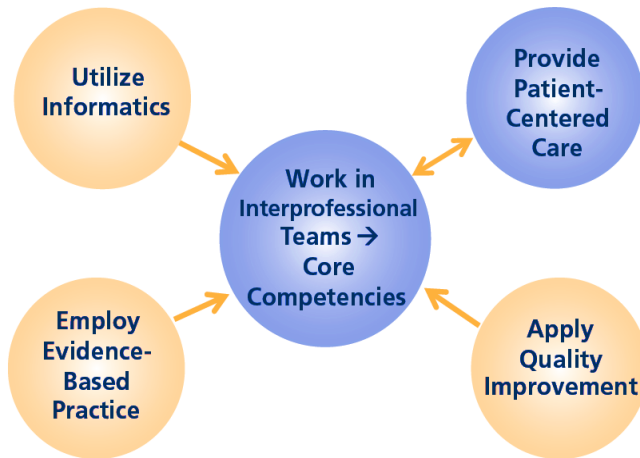 Utilize
Informatics
Provide
Patient-
Centered
Care
Work in
Interprofessional
Teams →
Core
Competencies
Employ
Evidence-
Based
Practice
Apply
Quality
Improvement